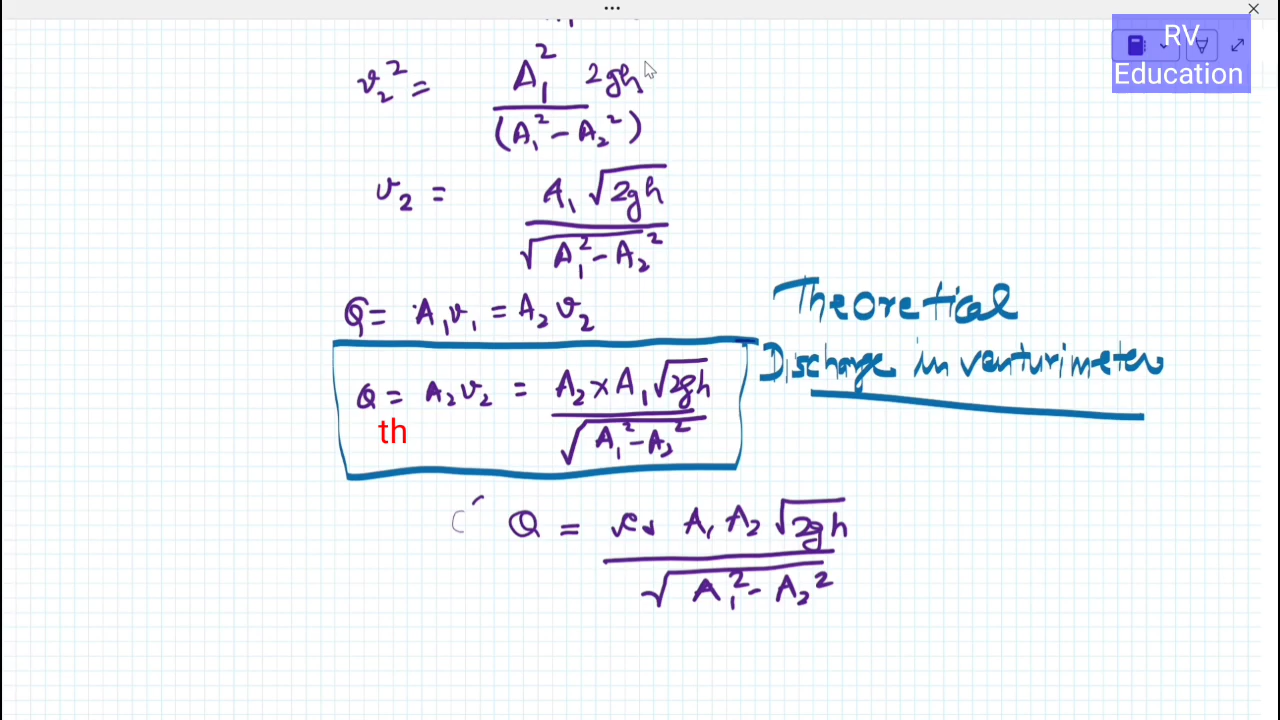 RV
Education
v₂² = A₁² 2gh / (A₁² - A₂²)
v₂ = A₁ √2gh / √A₁² - A₂²
Q = A₁v₁ = A₂v₂
Theoretical
Discharge in venturimeter
Q th = A₂v₂ = A₂ × A₁ √2gh / √A₁² - A₂²
Q = A₁ A₂ √2gh / √A₁² - A₂²